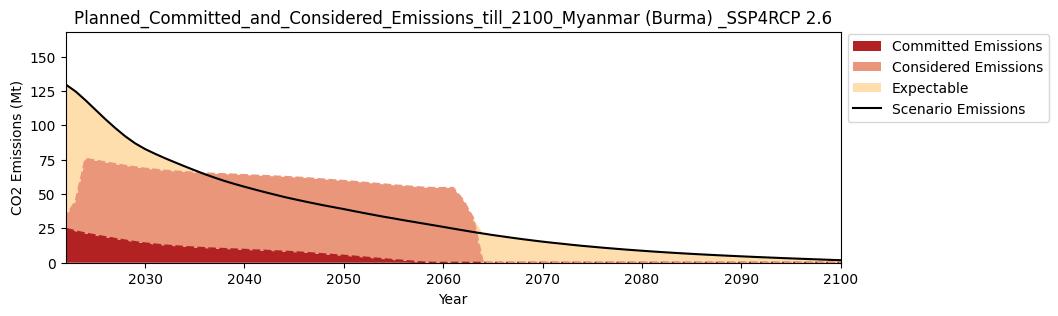 Planned_Committed_and_Considered_Emissions_till_2100_Myanmar (Burma) _SSP4RCP 2.6
CO2 Emissions (Mt)
150
125
100
75
50
25
0
2030 2040 2050 2060 2070 2080 2090 2100
Year
Committed Emissions
Considered Emissions
Expectable
Scenario Emissions